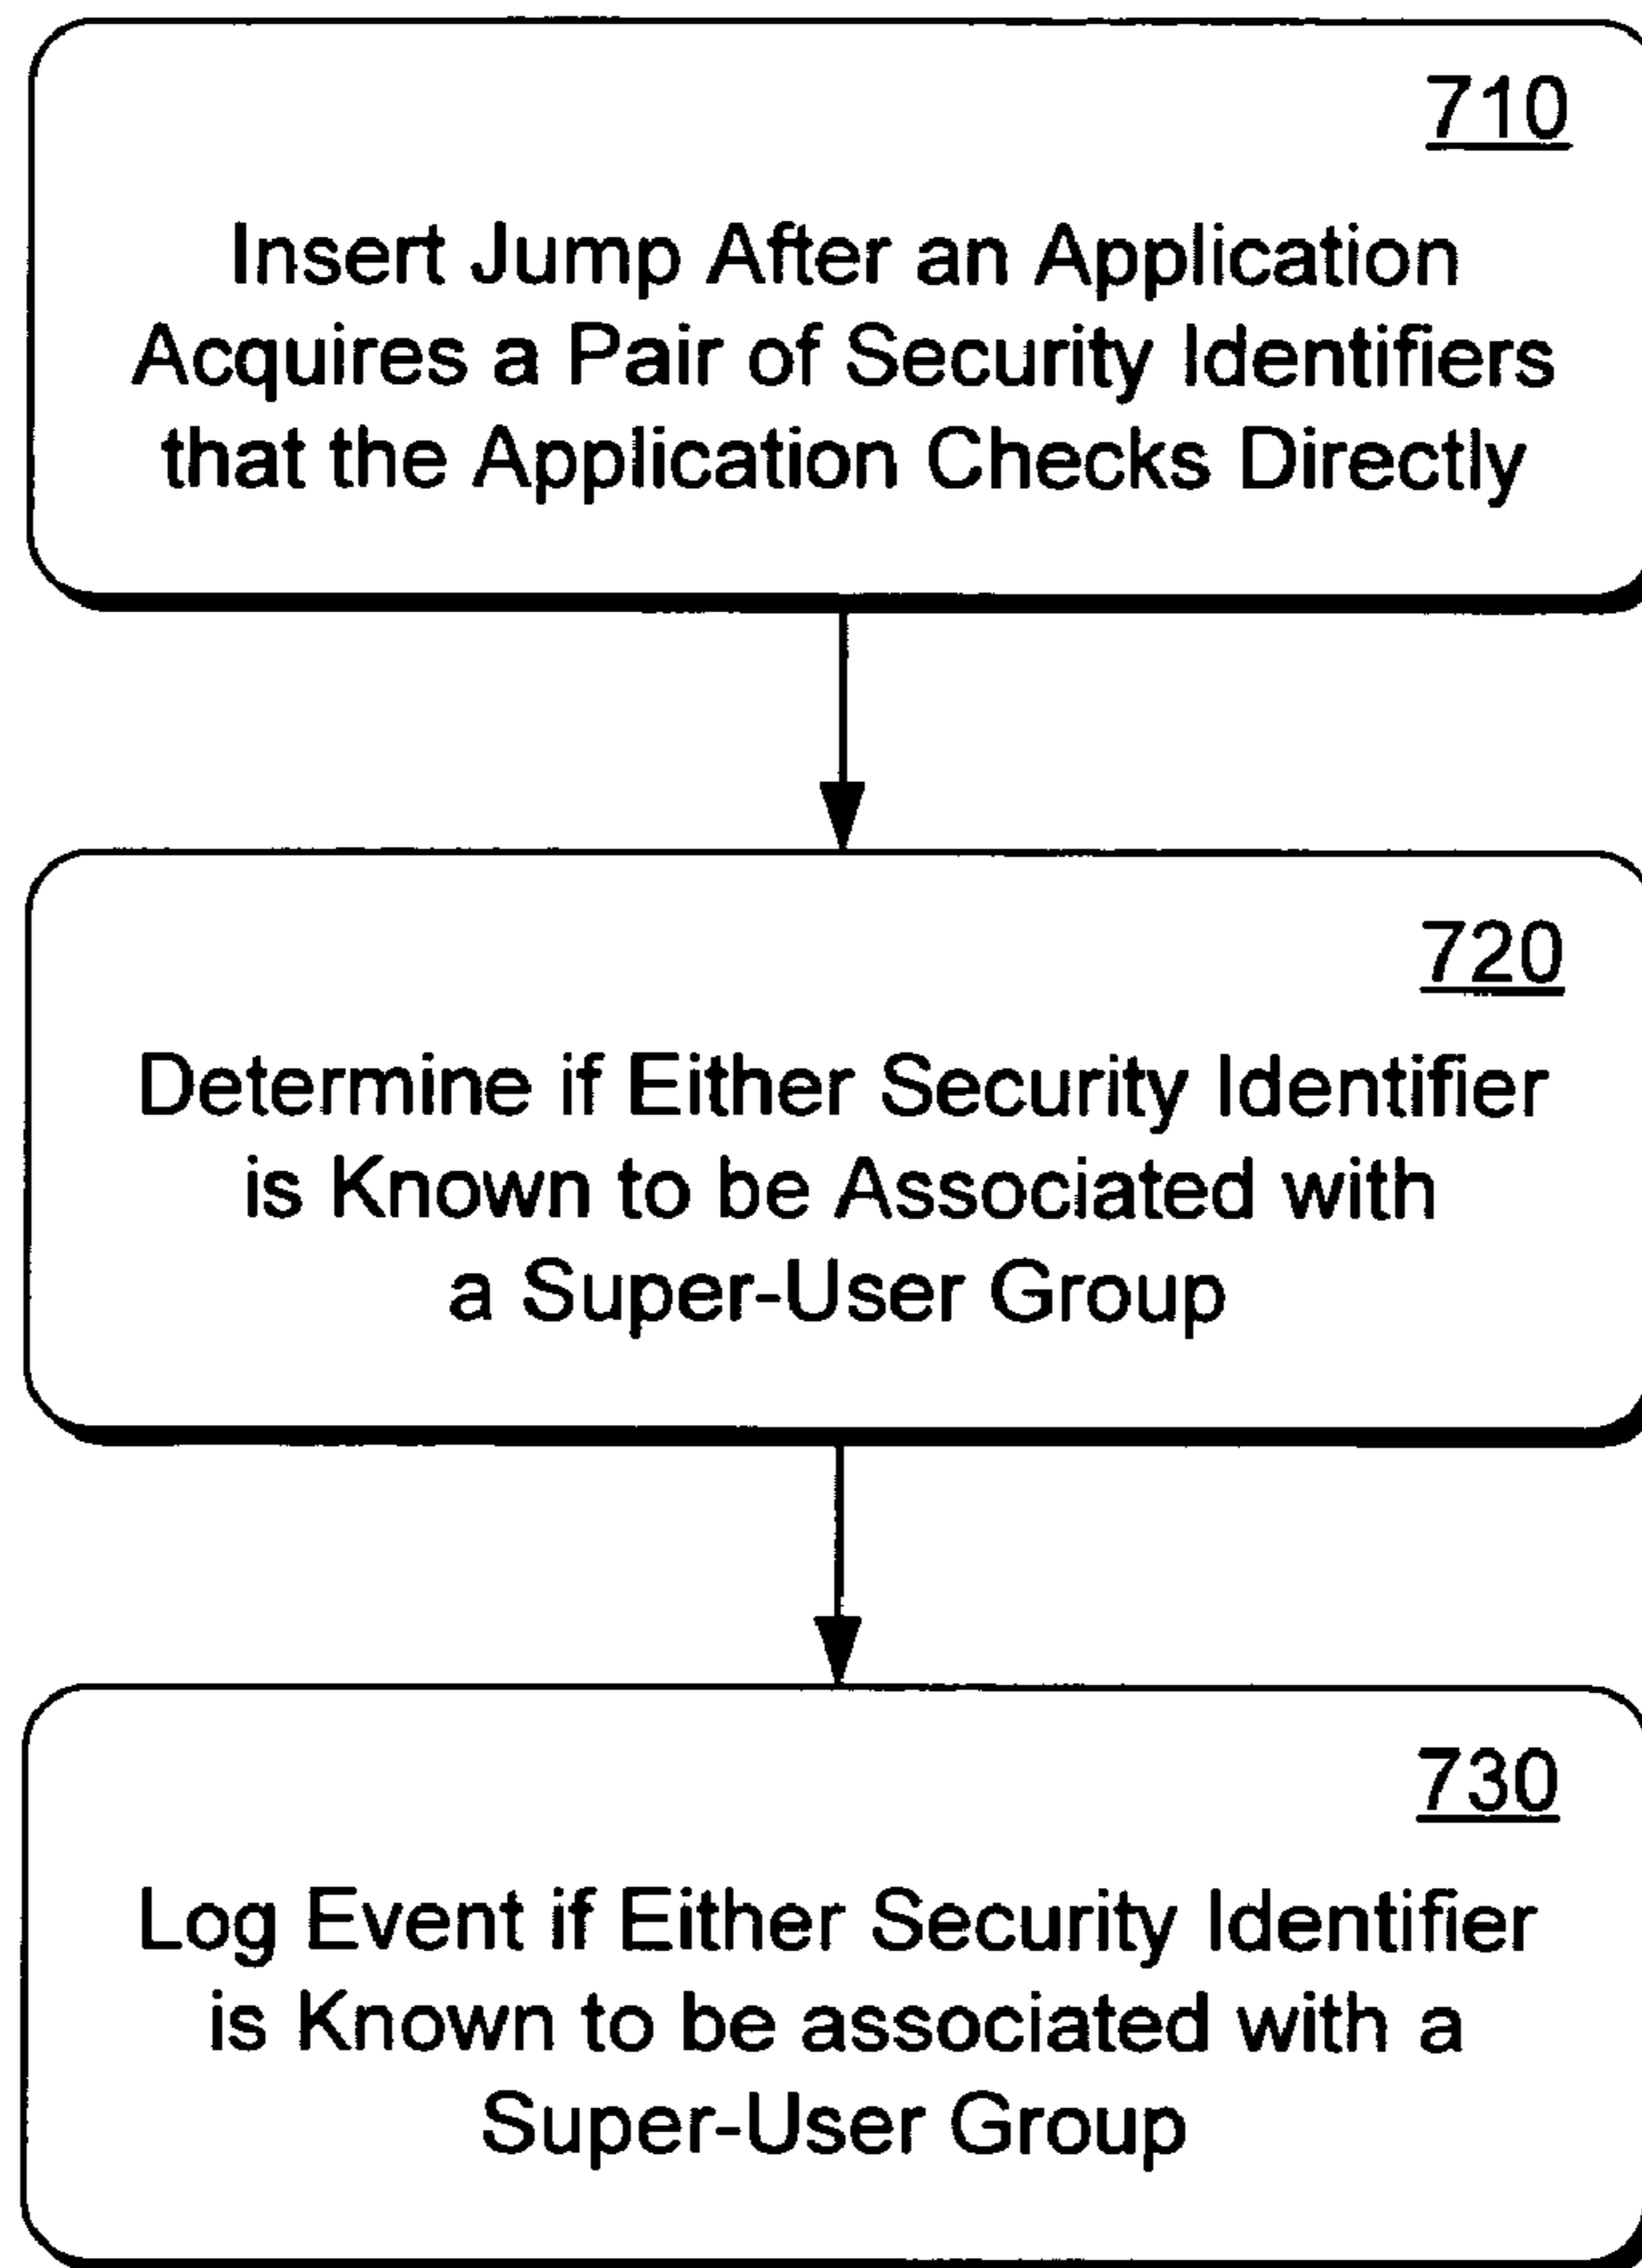 710
Insert Jump After an Application
Acquires a Pair of Security Identifiers
that the Application Checks Directly
720
Determine if Either Security Identifier
is Known to be Associated with
a Super-User Group
730
Log Event if Either Security Identifier
is Known to be associated with a
Super-User Group